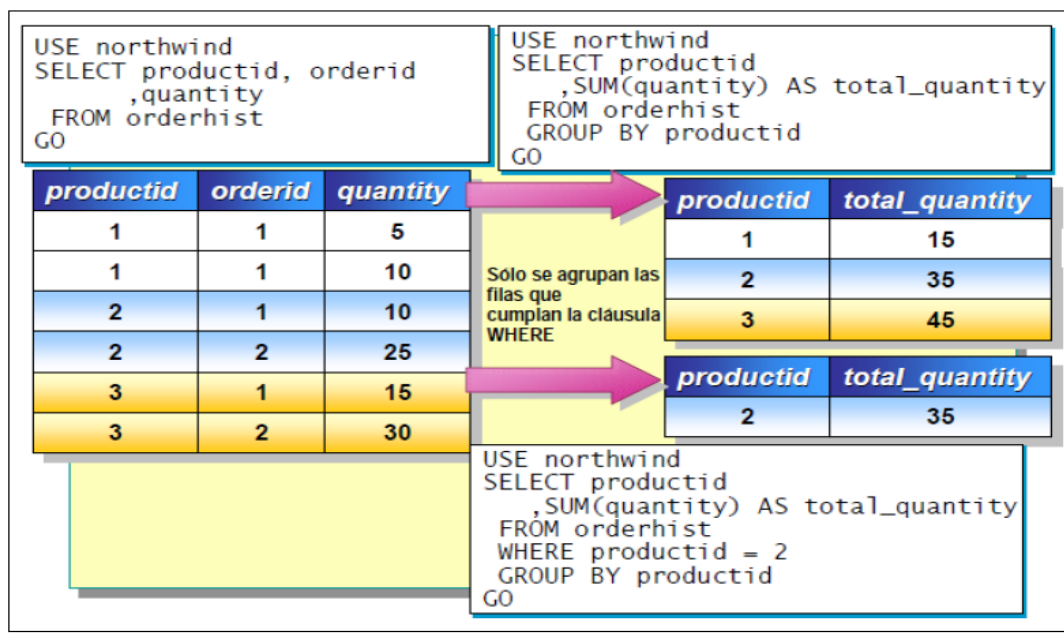 USE northwind
SELECT productid, orderid
,quantity
FROM orderhist
GO
USE northwind
SELECT productid
,SUM(quantity) AS total_quantity
FROM orderhist
GROUP BY productid
GO
productid orderid quantity
1 1 5
1 1 10
2 1 10
2 2 25
3 1 15
3 2 30
Sólo se agrupan las
filas que
cumplan la cláusula
WHERE
productid total_quantity
1 15
2 35
3 45
productid total_quantity
2 35
USE northwind
SELECT productid
,SUM(quantity) AS total_quantity
FROM orderhist
WHERE productid = 2
GROUP BY productid
GO